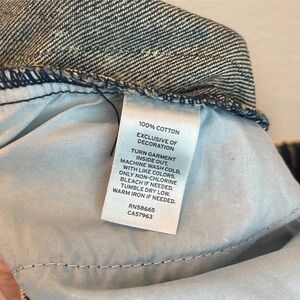 100% COTTON
EXCLUSIVE OF
DECORATION
TURN GARMENT
INSIDE OUT.
MACHINE WASH COLD.
WITH LIKE COLORS.
ONLY NON-CHLORINE
BLEACH IF NEEDED.
TUMBLE DRY LOW.
WARM IRON IF NEEDED.
RN58665
CA57963